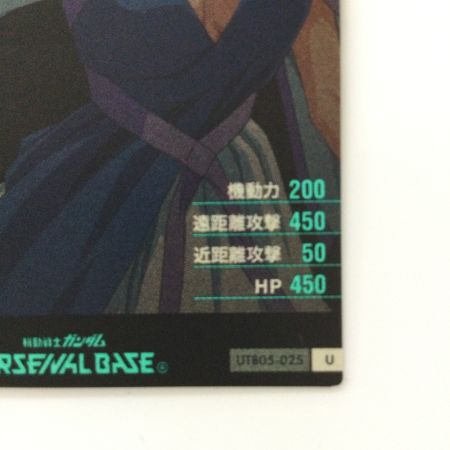 機動力 200
遠距離攻撃 450
近距離攻撃 50
HP 450
機動戦士ガンダム
RSENAL BASE ®
UTB05-025 U